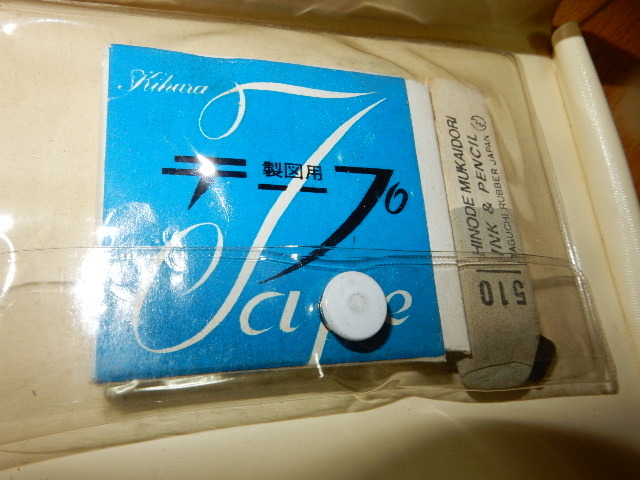 Kihara
Tape
製図用
テープ
HINODE MUKAIDORI
INK & PENCIL
AGUCHI RUBBER JAPAN
510